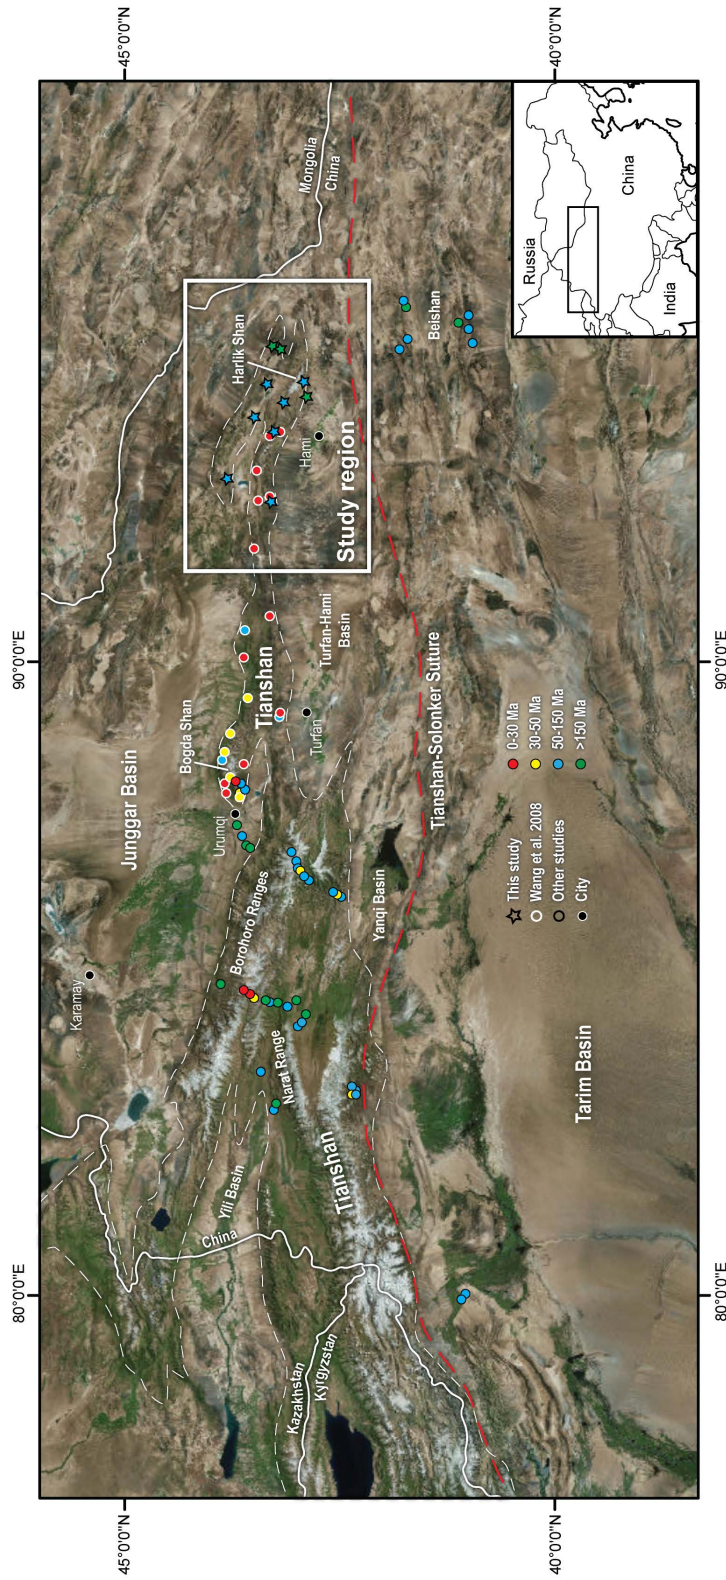 80°0'0"E
90°0'0"E
45°0'0"N
45°0'0"N
40°0'0"N
40°0'0"N
80°0'0"E
90°0'0"E
Karamay
Junggar Basin
Mongolia
China
Kazakhstan
Kyrgyzstan
China
Yili Basin
Borohoro Ranges
Urumqi
Bogda Shan
Harlik Shan
Narat Range
Tianshan
Tianshan
Turfan
Turfan-Hami
Basin
Hami
Study region
Yanqi Basin
Tianshan-Solonker Suture
Beishan
Tarim Basin
This study
Wang et al. 2008
Other studies
City
0-30 Ma
30-50 Ma
50-150 Ma
>150 Ma
Russia
China
India